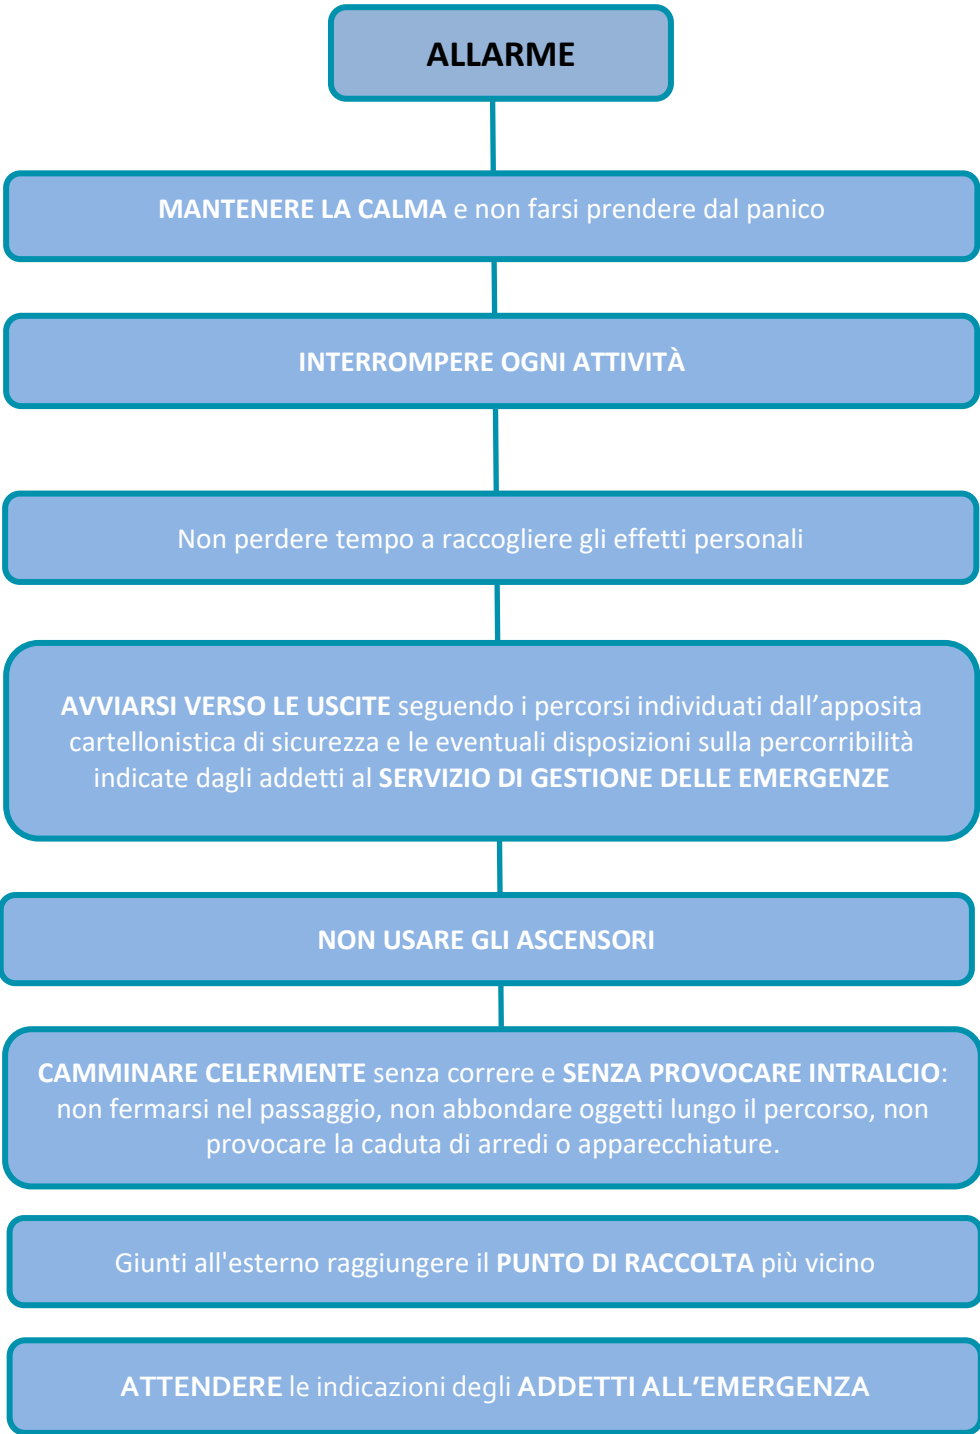 ALLARME
MANTENERE LA CALMA e non farsi prendere dal panico
INTERROMPERE OGNI ATTIVITÀ
Non perdere tempo a raccogliere gli effetti personali
AVVIARSI VERSO LE USCITE seguendo i percorsi individuati dall’apposita
cartellonistica di sicurezza e le eventuali disposizioni sulla percorribilità
indicate dagli addetti al SERVIZIO DI GESTIONE DELLE EMERGENZE
NON USARE GLI ASCENSORI
CAMMINARE CELERMENTE senza correre e SENZA PROVOCARE INTRALCIO:
non fermarsi nel passaggio, non abbondare oggetti lungo il percorso, non
provocare la caduta di arredi o apparecchiature.
Giunti all'esterno raggiungere il PUNTO DI RACCOLTA più vicino
ATTENDERE le indicazioni degli ADDETTI ALL’EMERGENZA